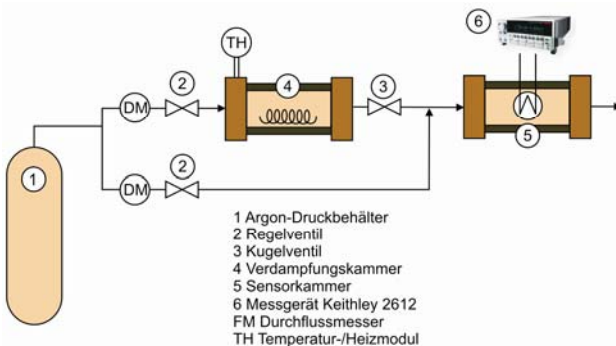 6
TH
2
4
3
DM
1
2
5
DM
1 Argon-Druckbehälter
2 Regelventil
3 Kugelventil
4 Verdampfungskammer
5 Sensorkammer
6 Messgerät Keithley 2612
FM Durchflussmesser
TH Temperatur-/Heizmodul